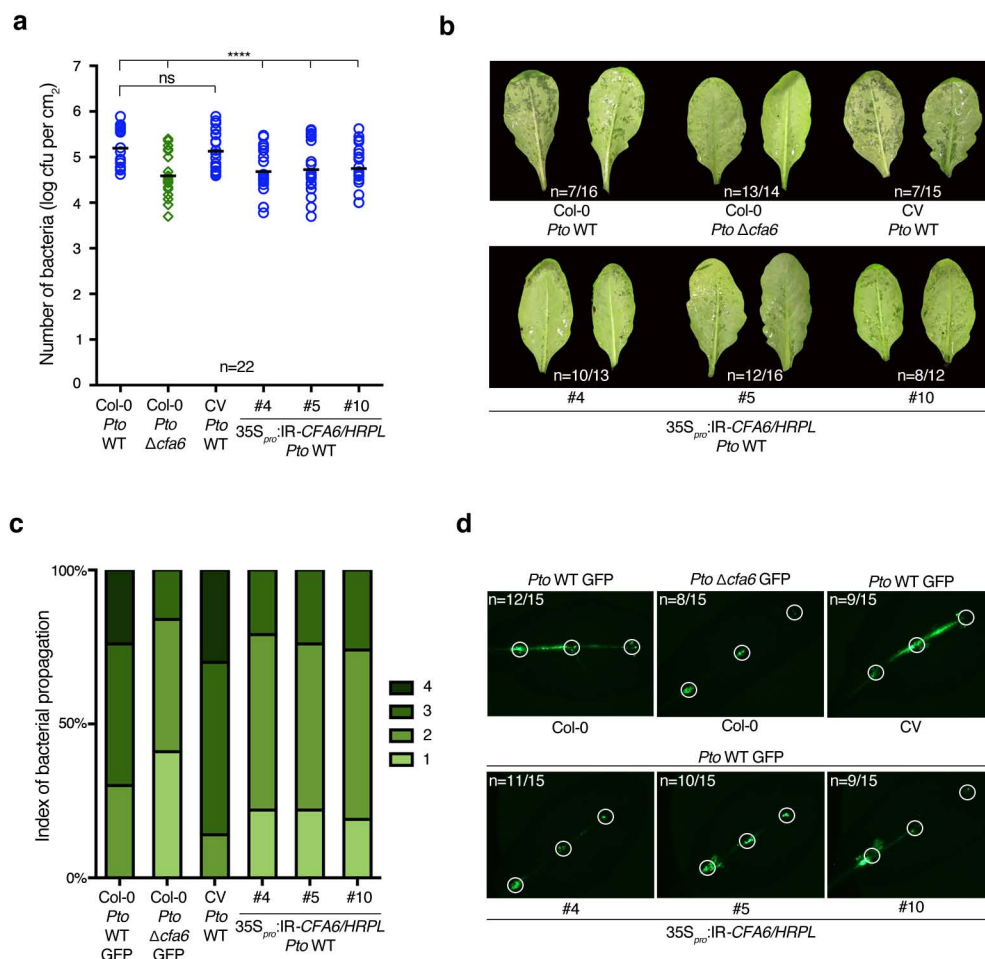 a
****
ns
7
6
5
4
3
2
1
0
Number of bacteria (log cfu per cm2)
n=22
Col-0 Pto WT
Col-0 Pto Δcfa6
CV Pto WT
#4 #5 #10
35Spro:IR-CFA6/HRPL
Pto WT
b
n=7/16 n=13/14 n=7/15
Col-0 Col-0 CV
Pto WT Pto Δcfa6 Pto WT
n=10/13 n=12/16 n=8/12
#4 #5 #10
35Spro:IR-CFA6/HRPL
Pto WT
c
100%
50%
0%
Index of bacterial propagation
4
3
2
1
Col-0 Pto WT GFP
Col-0 Pto Δcfa6 GFP
CV Pto WT
#4 #5 #10
35Spro:IR-CFA6/HRPL
Pto WT
d
Pto WT GFP Pto Δcfa6 GFP Pto WT GFP
n=12/15 n=8/15 n=9/15
Col-0 Col-0 CV
Pto WT GFP
n=11/15 n=10/15 n=9/15
#4 #5 #10
35Spro:IR-CFA6/HRPL